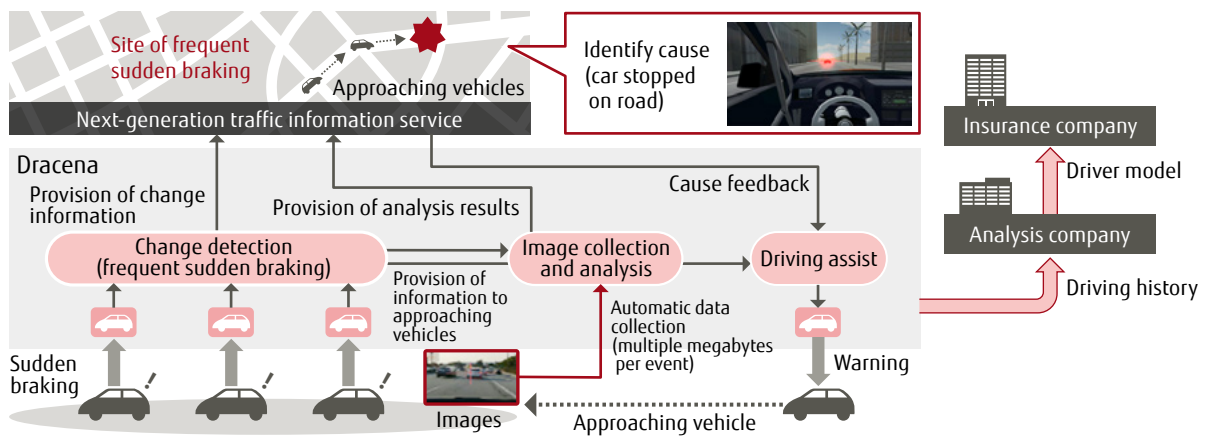 Site of frequent
sudden braking
Approaching vehicles
Next-generation traffic information service
Identify cause
(car stopped
on road)
Insurance company
Driver model
Analysis company
Driving history
Dracena
Provision of change
information
Provision of analysis results
Cause feedback
Change detection
(frequent sudden braking)
Image collection
and analysis
Driving assist
Provision of
information to
approaching
vehicles
Automatic data
collection
(multiple megabytes
per event)
Sudden
braking
Images
Warning
Approaching vehicle